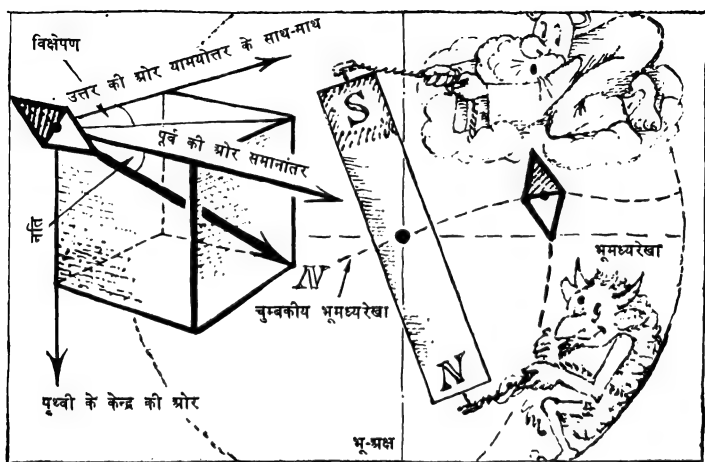 विक्षेपण
उत्तर की ओर याम्योत्तर के साथ-साथ
पूर्व की ओर समानांतर
नति
N
चुम्बकीय भूमध्यरेखा
पृथ्वी के केन्द्र की ओर
S
N
भूमध्यरेखा
भू-अक्ष